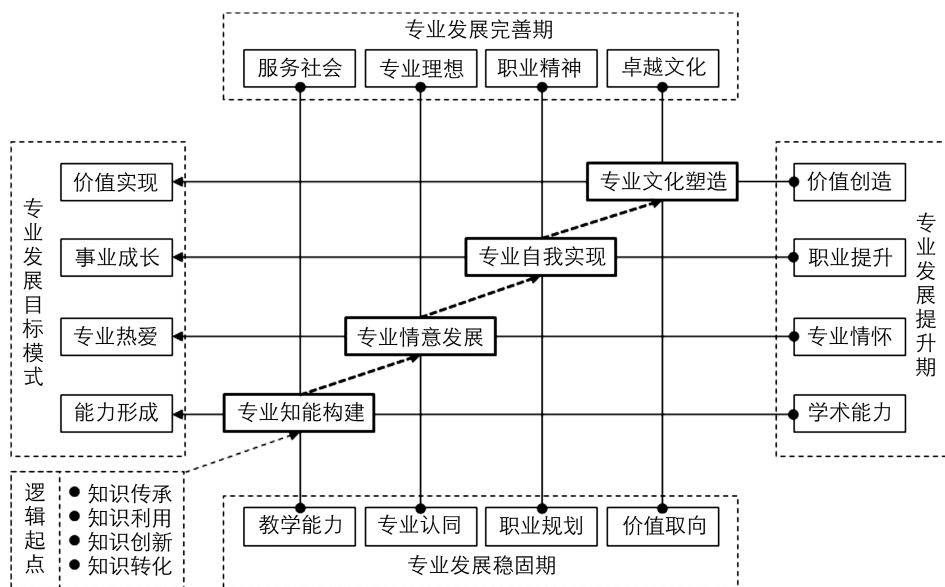 专业发展完善期
服务社会
专业理想
职业精神
卓越文化
专业发展目标模式
价值实现
事业成长
专业热爱
能力形成
专业文化塑造
专业自我实现
专业情意发展
专业知能构建
价值创造
职业提升
专业情怀
学术能力
专业发展提升期
逻辑起点
知识传承
知识利用
知识创新
知识转化
教学能力
专业认同
职业规划
价值取向
专业发展稳固期